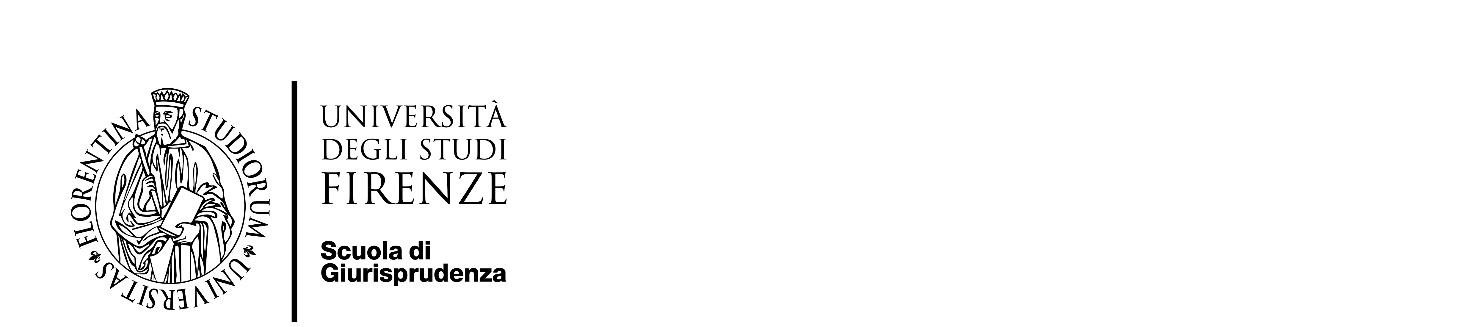 FLORENTINA STUDIORUM UNIVERSITAS
UNIVERSITÀ
DEGLI STUDI
FIRENZE
Scuola di
Giurisprudenza